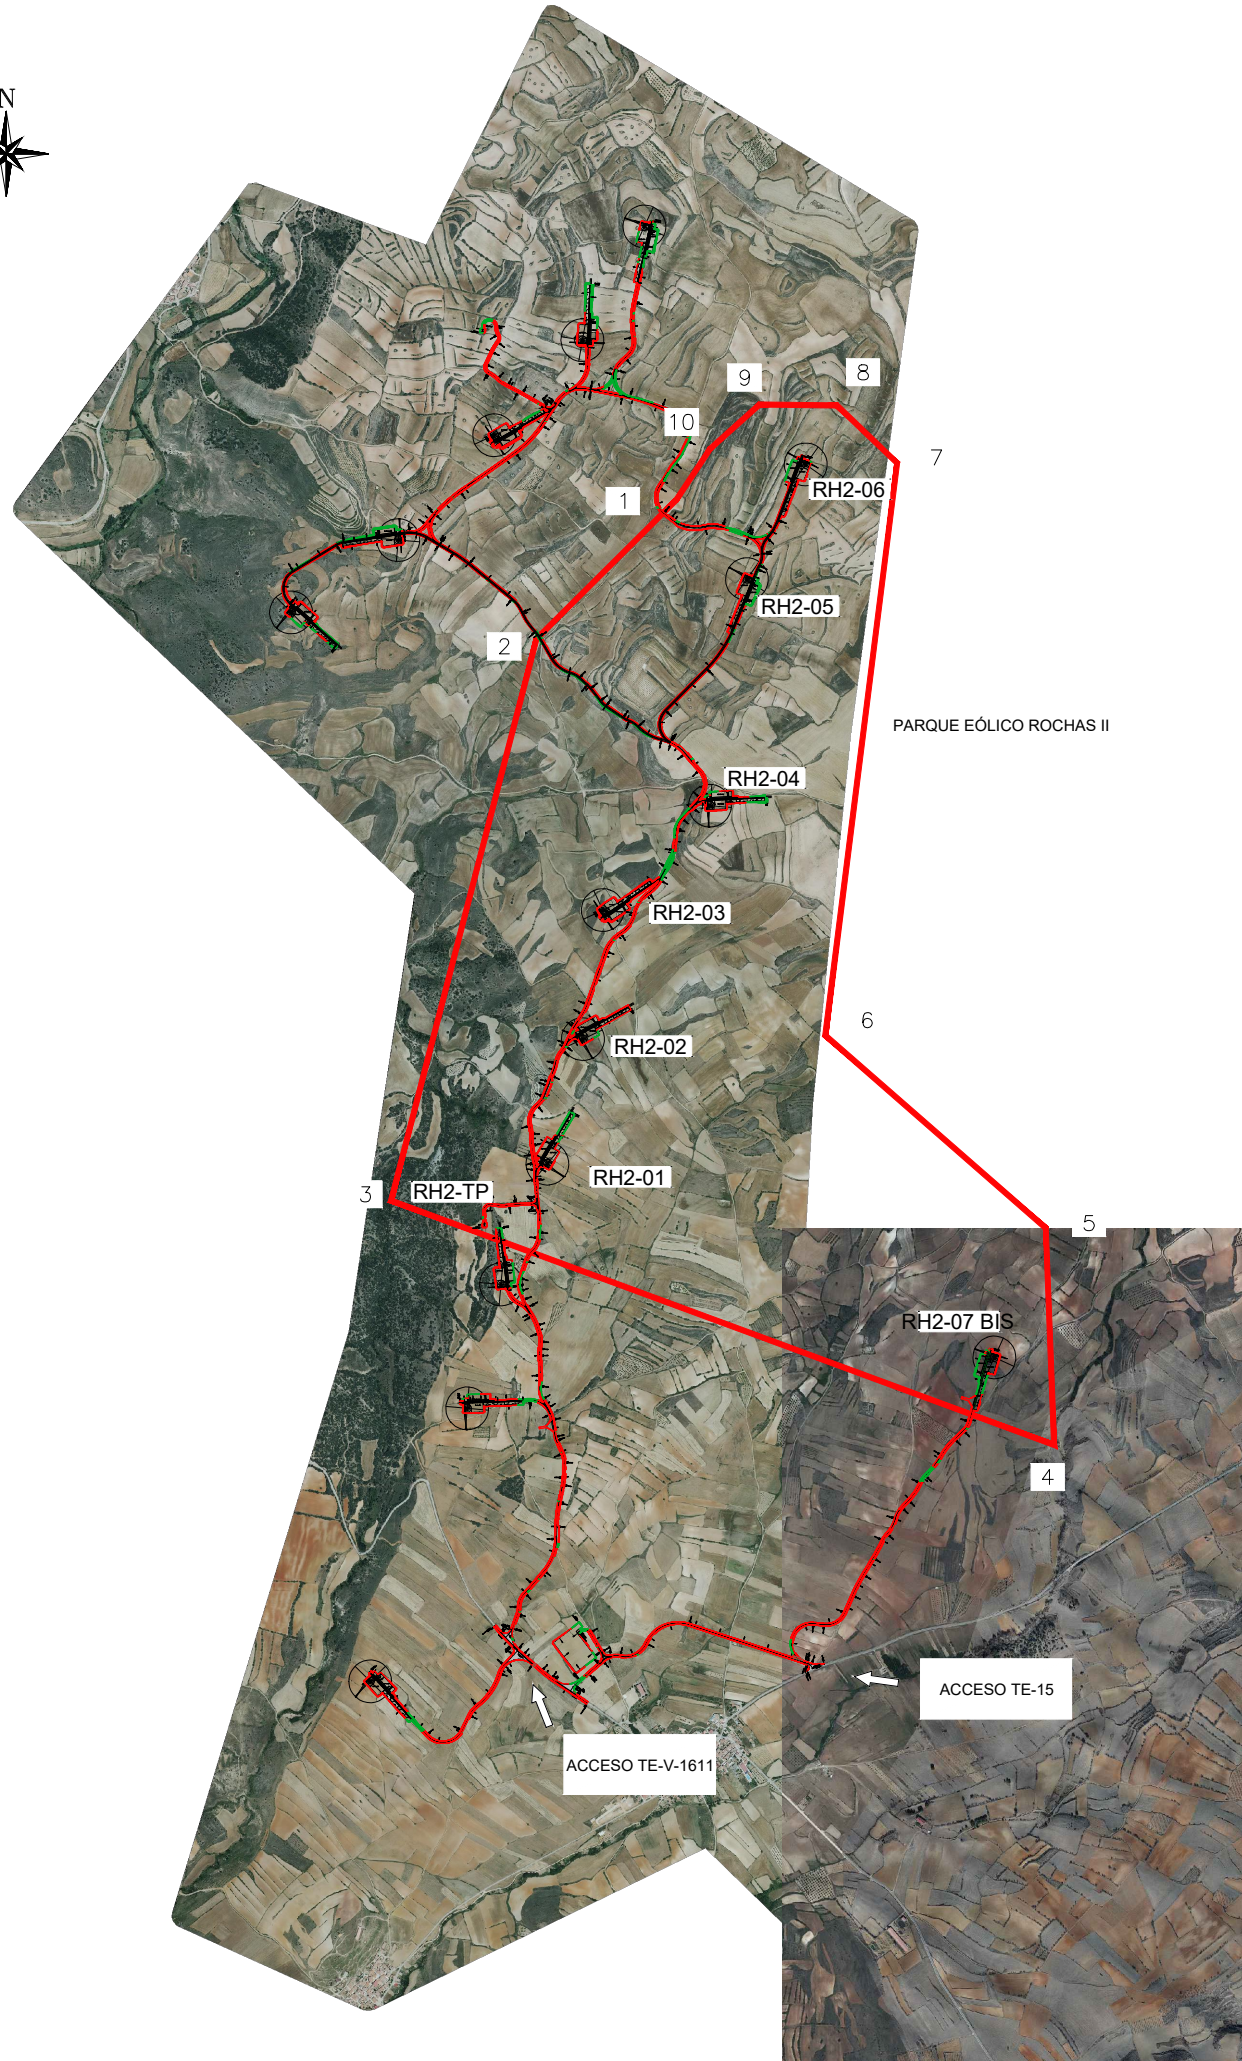 N
8
9
10
7
1
RH2-06
RH2-05
2
PARQUE EÓLICO ROCHAS II
RH2-04
RH2-03
6
RH2-02
RH2-01
3
RH2-TP
5
RH2-07 BIS
4
ACCESO TE-15
ACCESO TE-V-1611